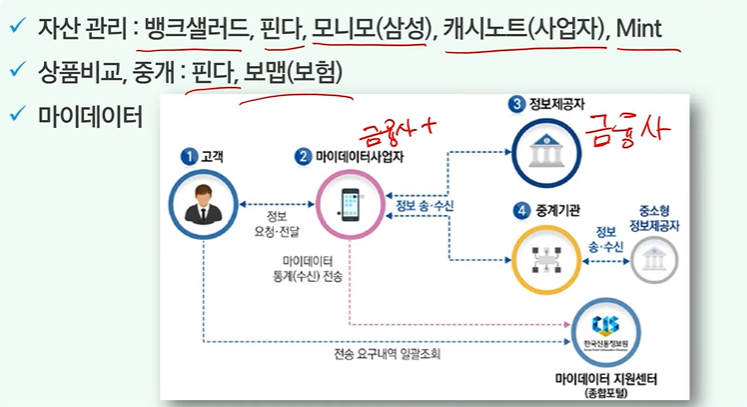 ✓ 자산 관리 : 뱅크샐러드, 핀다, 모니모(삼성), 캐시노트(사업자), Mint
✓ 상품비교, 중개 : 핀다, 보맵(보험)
✓ 마이데이터
3 정보제공자
금융사 +
금융사
1 고객
2 마이데이터사업자
정보 송·수신
4 중계기관
중소형
정보제공자
정보
요청·전달
정보
송·수신
마이데이터
통계(수신) 전송
CIS
한국신용정보원
전송 요구내역 일괄조회
마이데이터 지원센터
(종합포털)